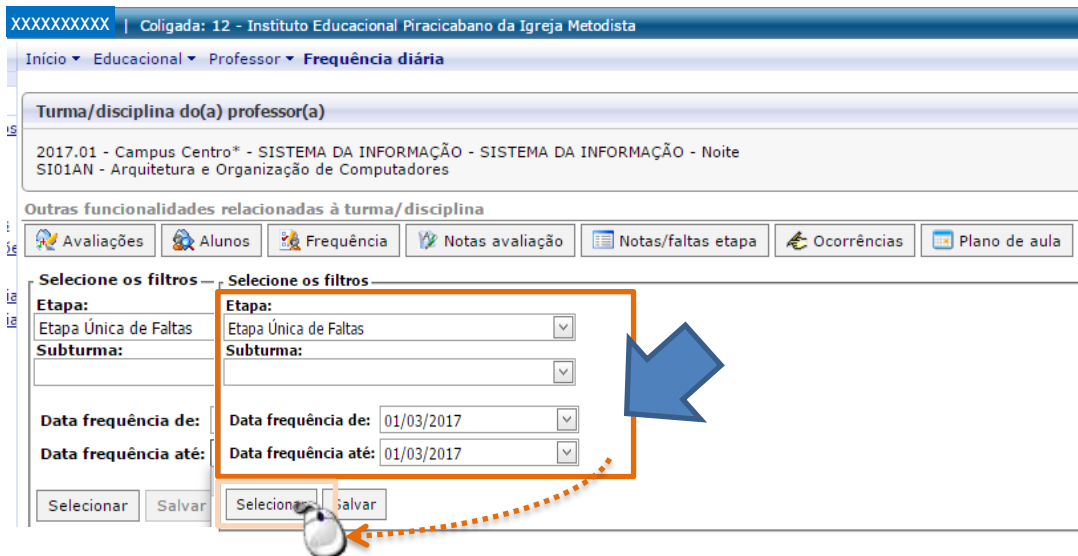 XXXXXXXXXX | Coligada: 12 - Instituto Educacional Piracicabano da Igreja Metodista
Início Educacional Professor Frequência diária
Turma/disciplina do(a) professor(a)
2017.01 - Campus Centro* - SISTEMA DA INFORMAÇÃO - SISTEMA DA INFORMAÇÃO - Noite
SI01AN - Arquitetura e Organização de Computadores
Outras funcionalidades relacionadas à turma/disciplina
Avaliações Alunos Frequência Notas avaliação Notas/faltas etapa Ocorrências Plano de aula
Selecione os filtros
Etapa:
Etapa Única de Faltas
Subturma:
Data frequência de:
Data frequência até:
Selecionar Salvar
Selecione os filtros
Etapa:
Etapa Única de Faltas
Subturma:
Data frequência de: 01/03/2017
Data frequência até: 01/03/2017
Selecionar Salvar